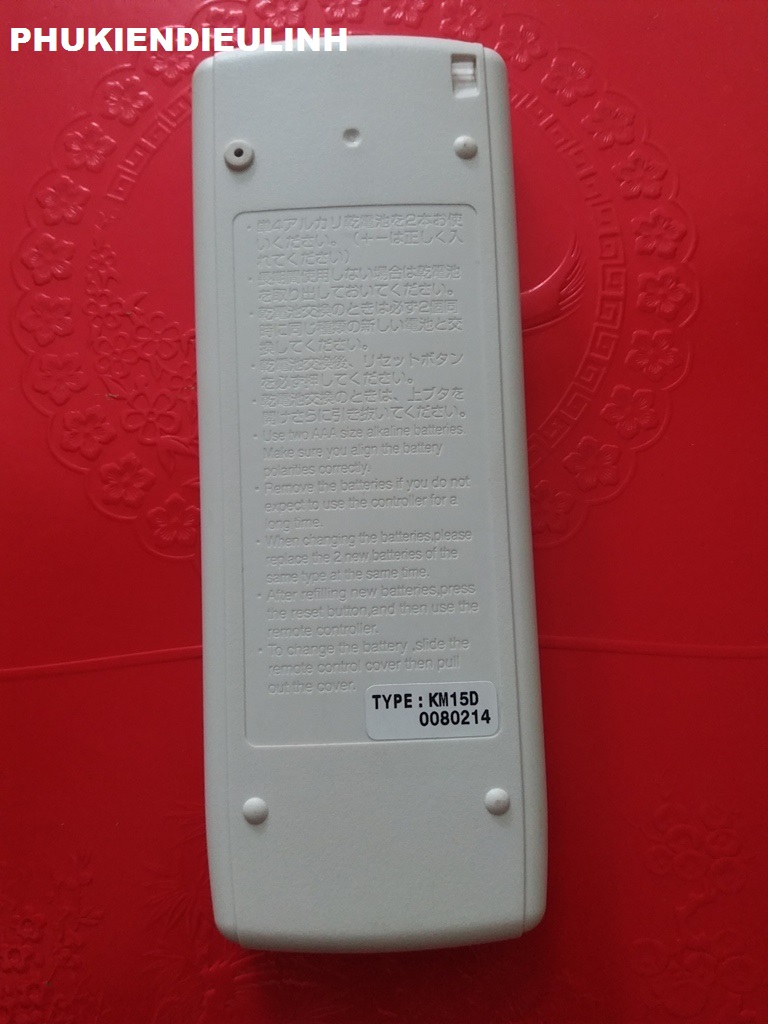 PHUKIENDIEULINH
・単4アルカリ乾電池を2本お使
いください。(+−は正しく入
れてください)
・長期間使用しない場合は乾電池
を取り出しておいてください。
・乾電池交換のときは必ず2個同
時に同じ種類の新しい電池と交
換してください。
・乾電池交換後、リセットボタン
を必ず押してください。
・乾電池交換のときは、上ブタを
開けさらに引き抜いてください。
・Use two AAA size alkaline batteries.
Make sure you align the battery
polarities correctly.
・Remove the batteries if you do not
expect to use the controller for a
long time.
・When changing the batteries,please
replace the 2 new batteries of the
same type at the same time.
・After refilling new batteries,press
the reset button,and then use the
remote controller.
・To change the battery ,slide the
remote control cover then pull
out the cover.
TYPE : KM15D
0080214